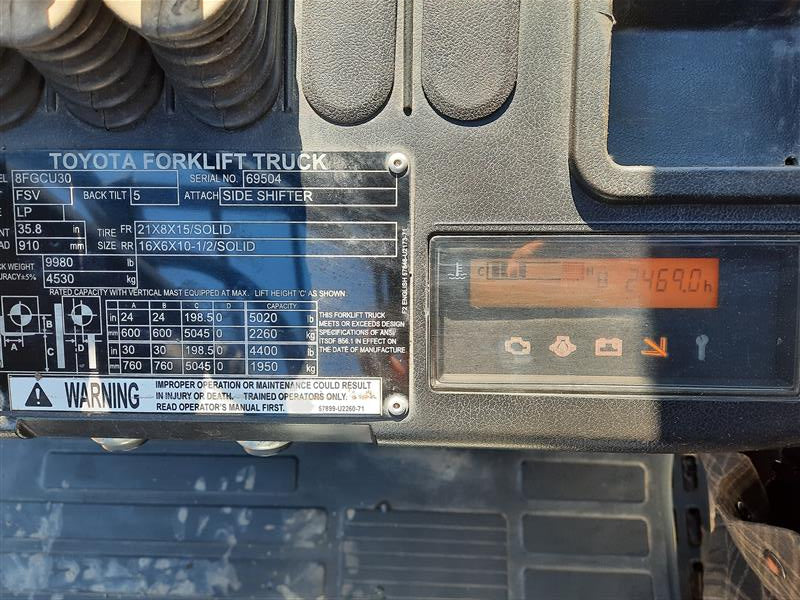 TOYOTA FORKLIFT TRUCK
8FGCU30 SERIAL NO. 69504
FSV BACK TILT 5 ATTACH SIDE SHIFTER
LP
35.8 in TIRE FR 21X8X15/SOLID
910 mm SIZE RR 16X6X10-1/2/SOLID
WEIGHT 9980 lb
±5% 4530 kg
RATED CAPACITY WITH VERTICAL MAST EQUIPPED AT MAX. LIFT HEIGHT 'C' AS SHOWN.
A B C D CAPACITY
in 24 24 198.5 0 5020 lb
mm 600 600 5045 0 2260 kg
in 30 30 198.5 0 4400 lb
mm 760 760 5045 0 1950 kg
THIS FORKLIFT TRUCK
MEETS OR EXCEEDS DESIGN
SPECIFICATIONS OF ANSI
ITSDF B56.1 IN EFFECT ON
THE DATE OF MANUFACTURE
A B C D
WARNING
IMPROPER OPERATION OR MAINTENANCE COULD RESULT
IN INJURY OR DEATH. TRAINED OPERATORS ONLY.
READ OPERATOR'S MANUAL FIRST.
57899-U2260-71
C H 2469.0h